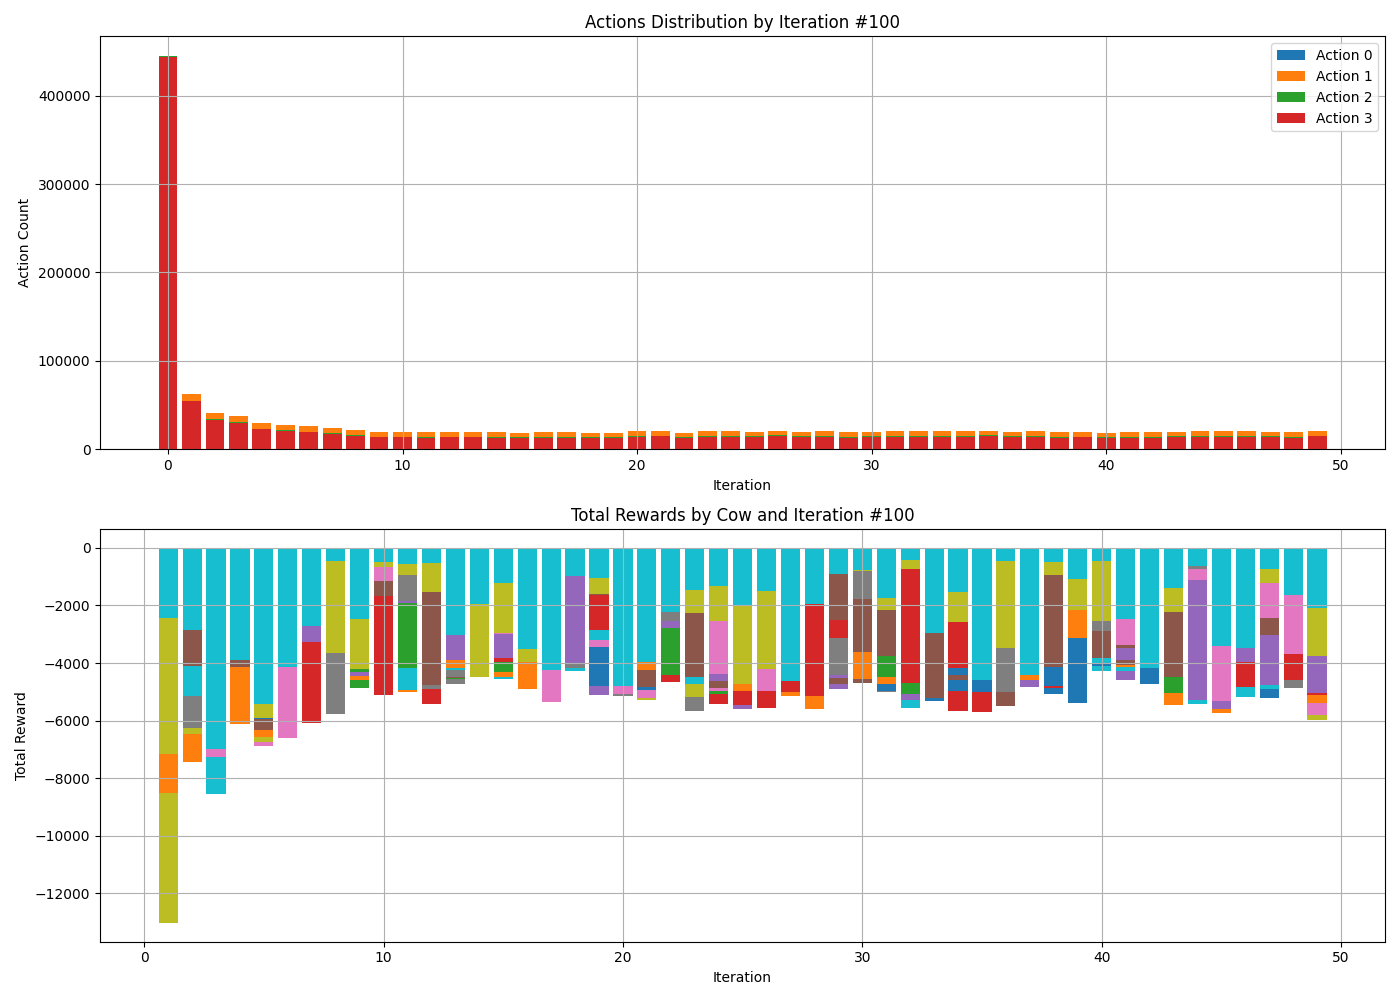 Actions Distribution by Iteration #100
Action 0
Action 1
Action 2
Action 3
400000
300000
200000
100000
0
Action Count
0 10 20 30 40 50
Iteration
Total Rewards by Cow and Iteration #100
0
−2000
−4000
−6000
−8000
−10000
−12000
Total Reward
0 10 20 30 40 50
Iteration